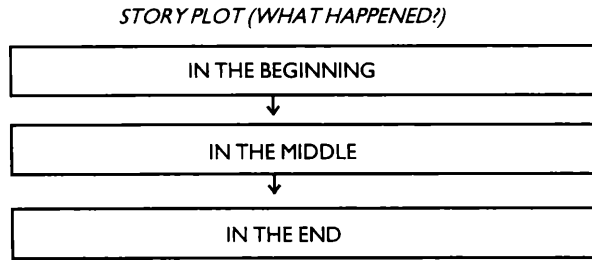 STORY PLOT (WHAT HAPPENED?)
IN THE BEGINNING
IN THE MIDDLE
IN THE END